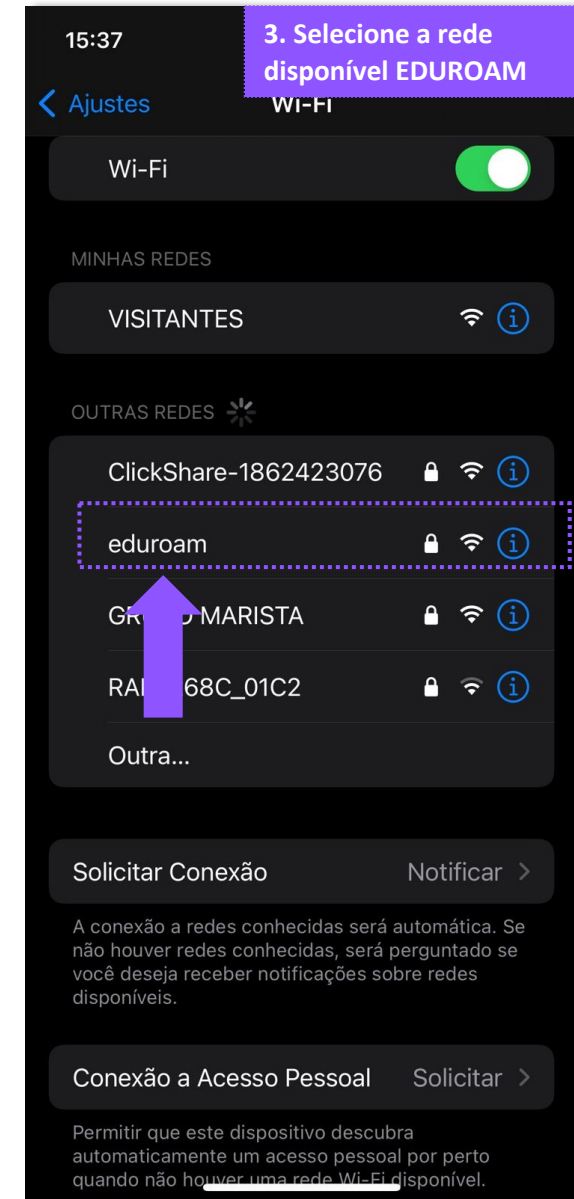 15:37
3. Selecione a rede
disponível EDUROAM
Ajustes
Wi-Fi
Wi-Fi
MINHAS REDES
VISITANTES
OUTRAS REDES
ClickShare-1862423076
eduroam
MARISTA
68C_01C2
Outra...
Solicitar Conexão Notificar
A conexão a redes conhecidas será automática. Se
não houver redes conhecidas, será perguntado se
você deseja receber notificações sobre redes
disponíveis.
Conexão a Acesso Pessoal Solicitar
Permitir que este dispositivo descubra
automaticamente um acesso pessoal por perto
quando não houver uma rede Wi-Fi disponível.